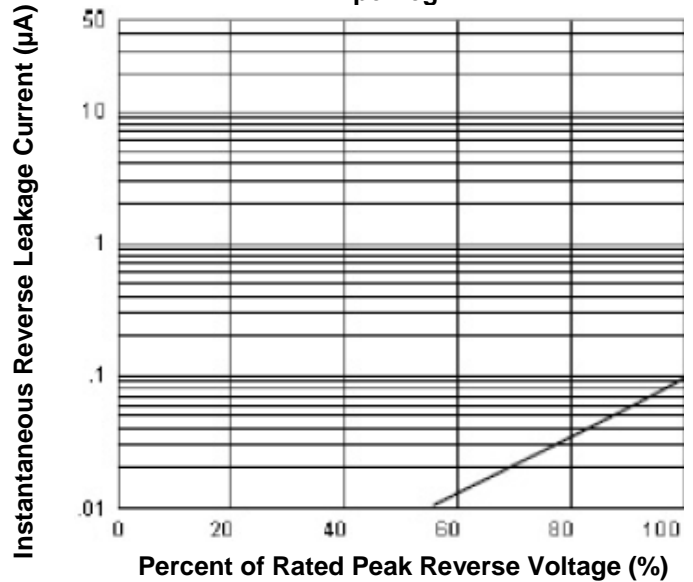 Instantaneous Reverse Leakage Current (µA)
50
10
1
.1
.01
0 20 40 60 80 100
Percent of Rated Peak Reverse Voltage (%)